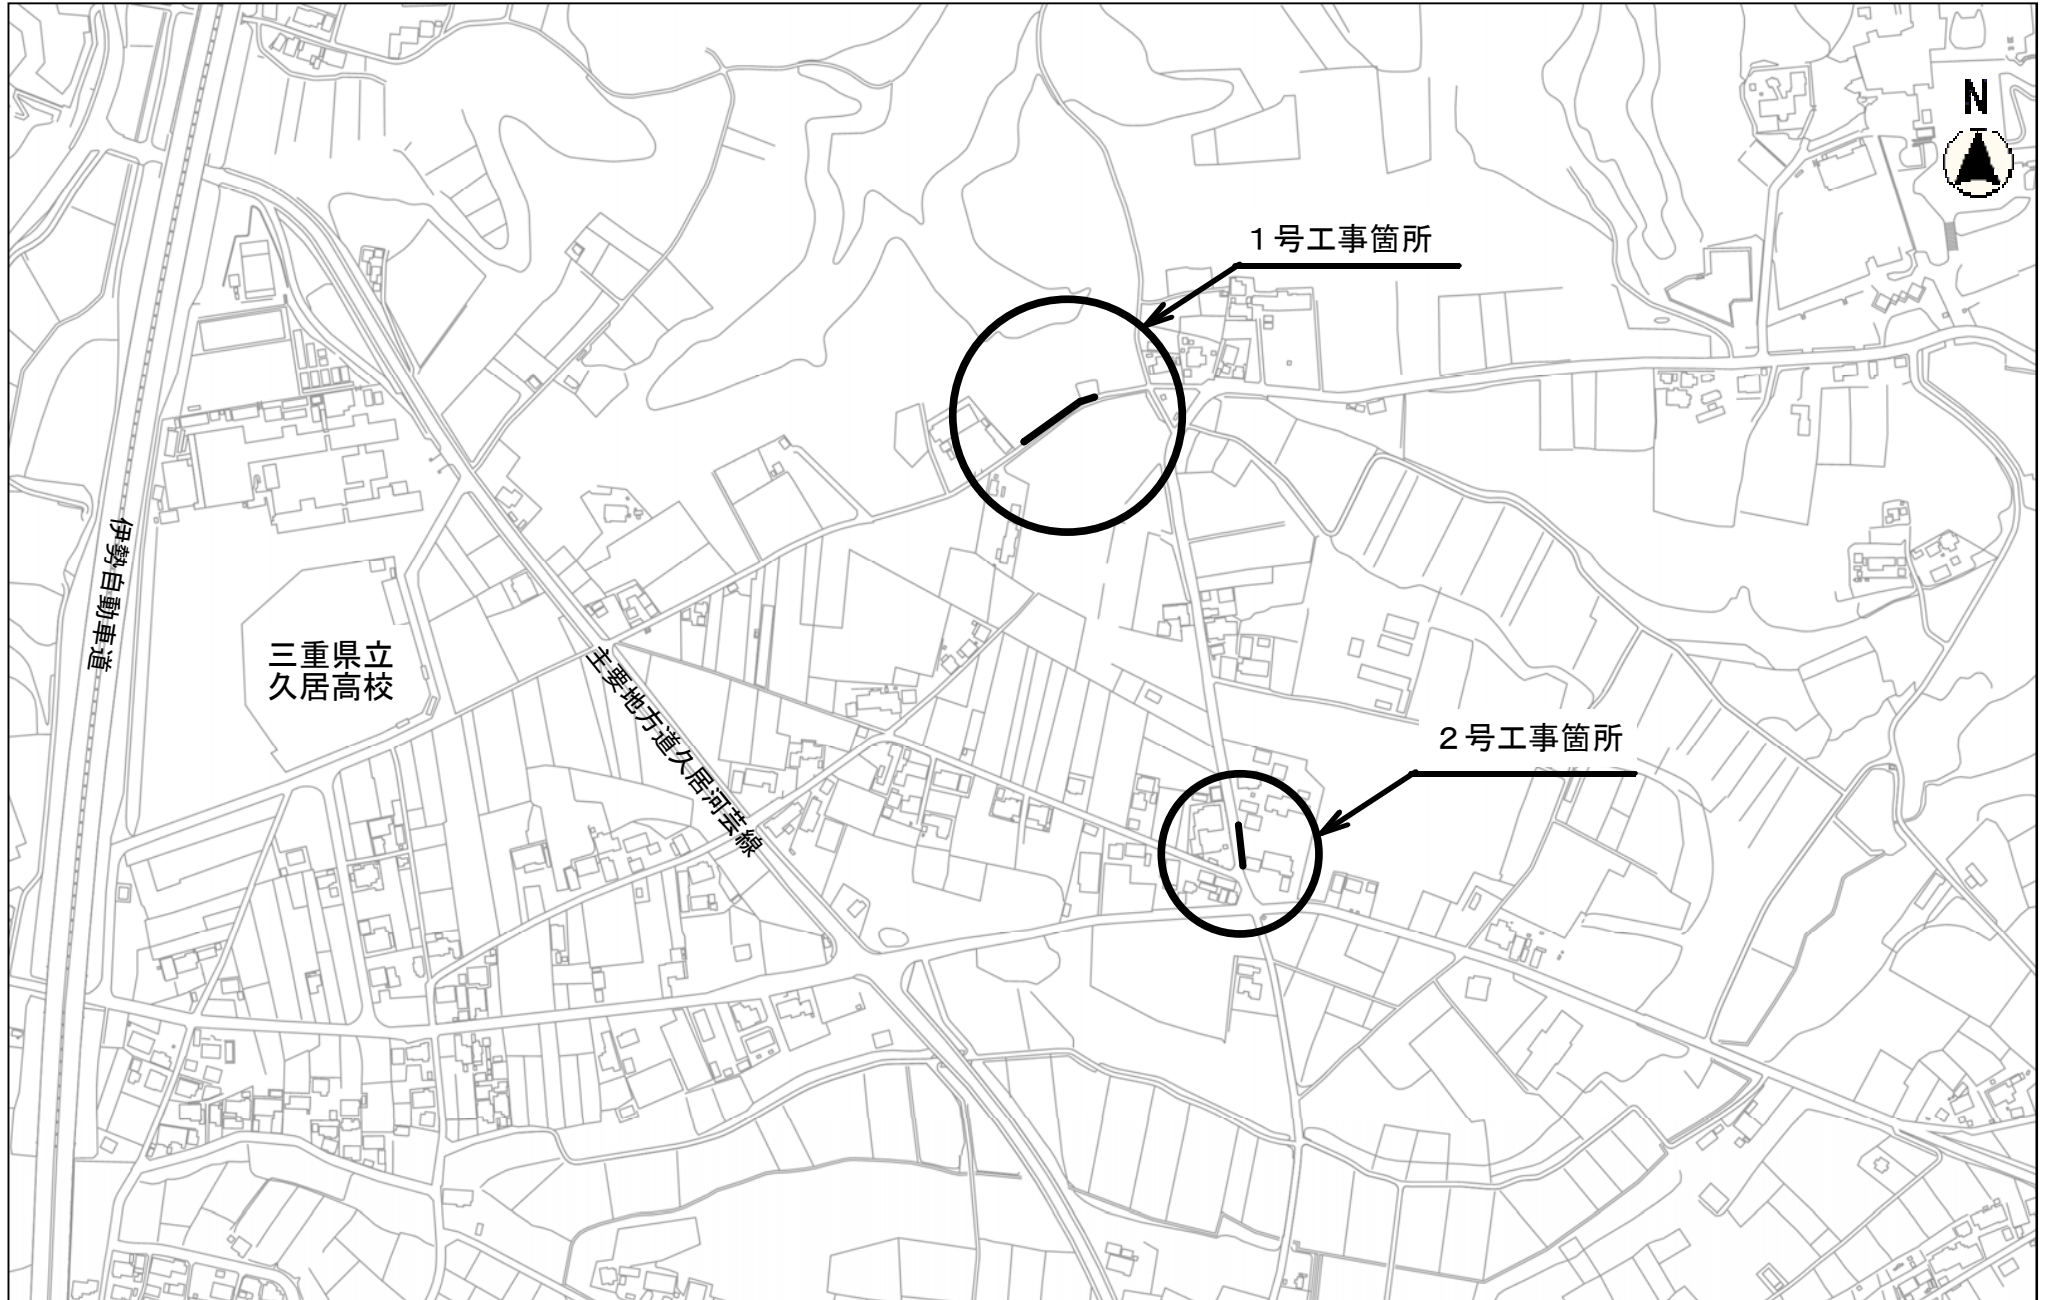 N
1号工事箇所
伊勢自動車道
三重県立
久居高校
主要地方道久居河芸線
2号工事箇所